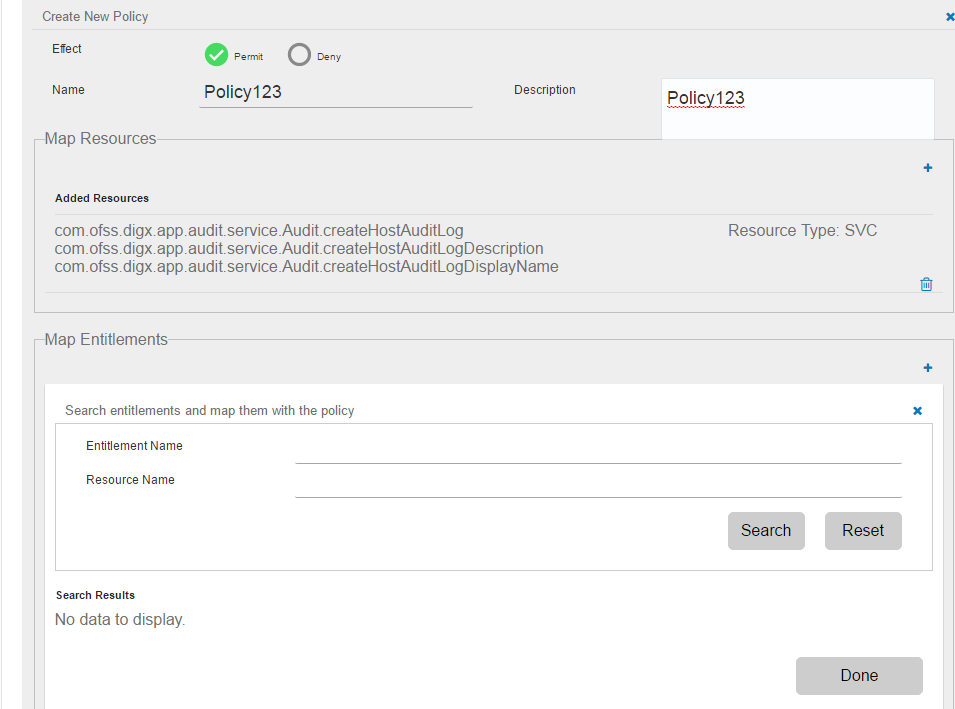 Create New Policy
Effect
Permit
Deny
Name
Policy123
Description
Policy123
Map Resources
Added Resources
com.ofss.digx.app.audit.service.Audit.createHostAuditLog
Resource Type: SVC
com.ofss.digx.app.audit.service.Audit.createHostAuditLogDescription
com.ofss.digx.app.audit.service.Audit.createHostAuditLogDisplayName
Map Entitlements
Search entitlements and map them with the policy
Entitlement Name
Resource Name
Search
Reset
Search Results
No data to display.
Done